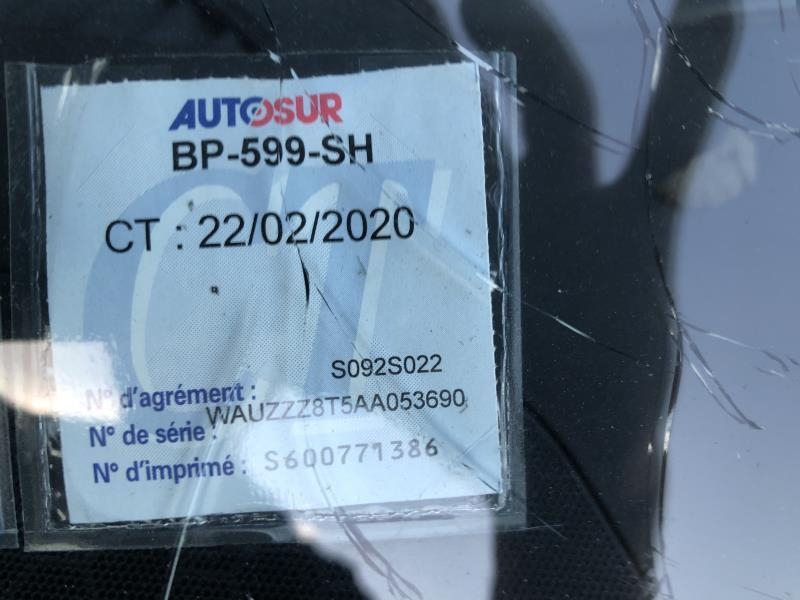 AUTOSUR
BP-599-SH
CT : 22/02/2020
S092S022
N° d'agrément :
WAUZZZ8T5AA053690
N° de série :
N° d'imprimé : S600771386